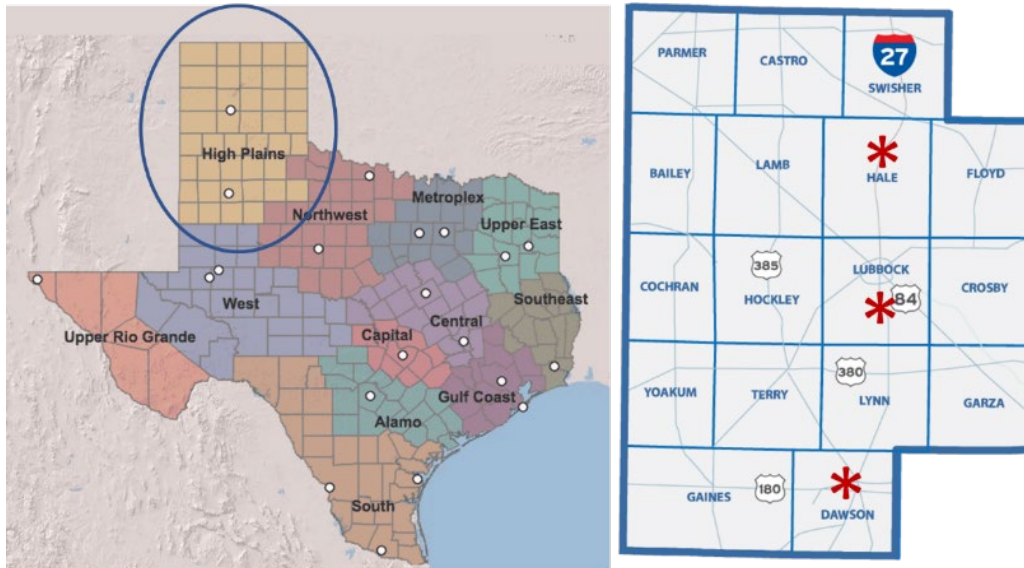 High Plains
Northwest
Metroplex
Upper East
West
Southeast
Upper Rio Grande
Capital
Central
Gulf Coast
Alamo
South
PARMER
CASTRO
27
SWISHER
BAILEY
LAMB
HALE
FLOYD
COCHRAN
385
HOCKLEY
LUBBOCK
84
CROSBY
YOAKUM
TERRY
380
LYNN
GARZA
GAINES
180
DAWSON